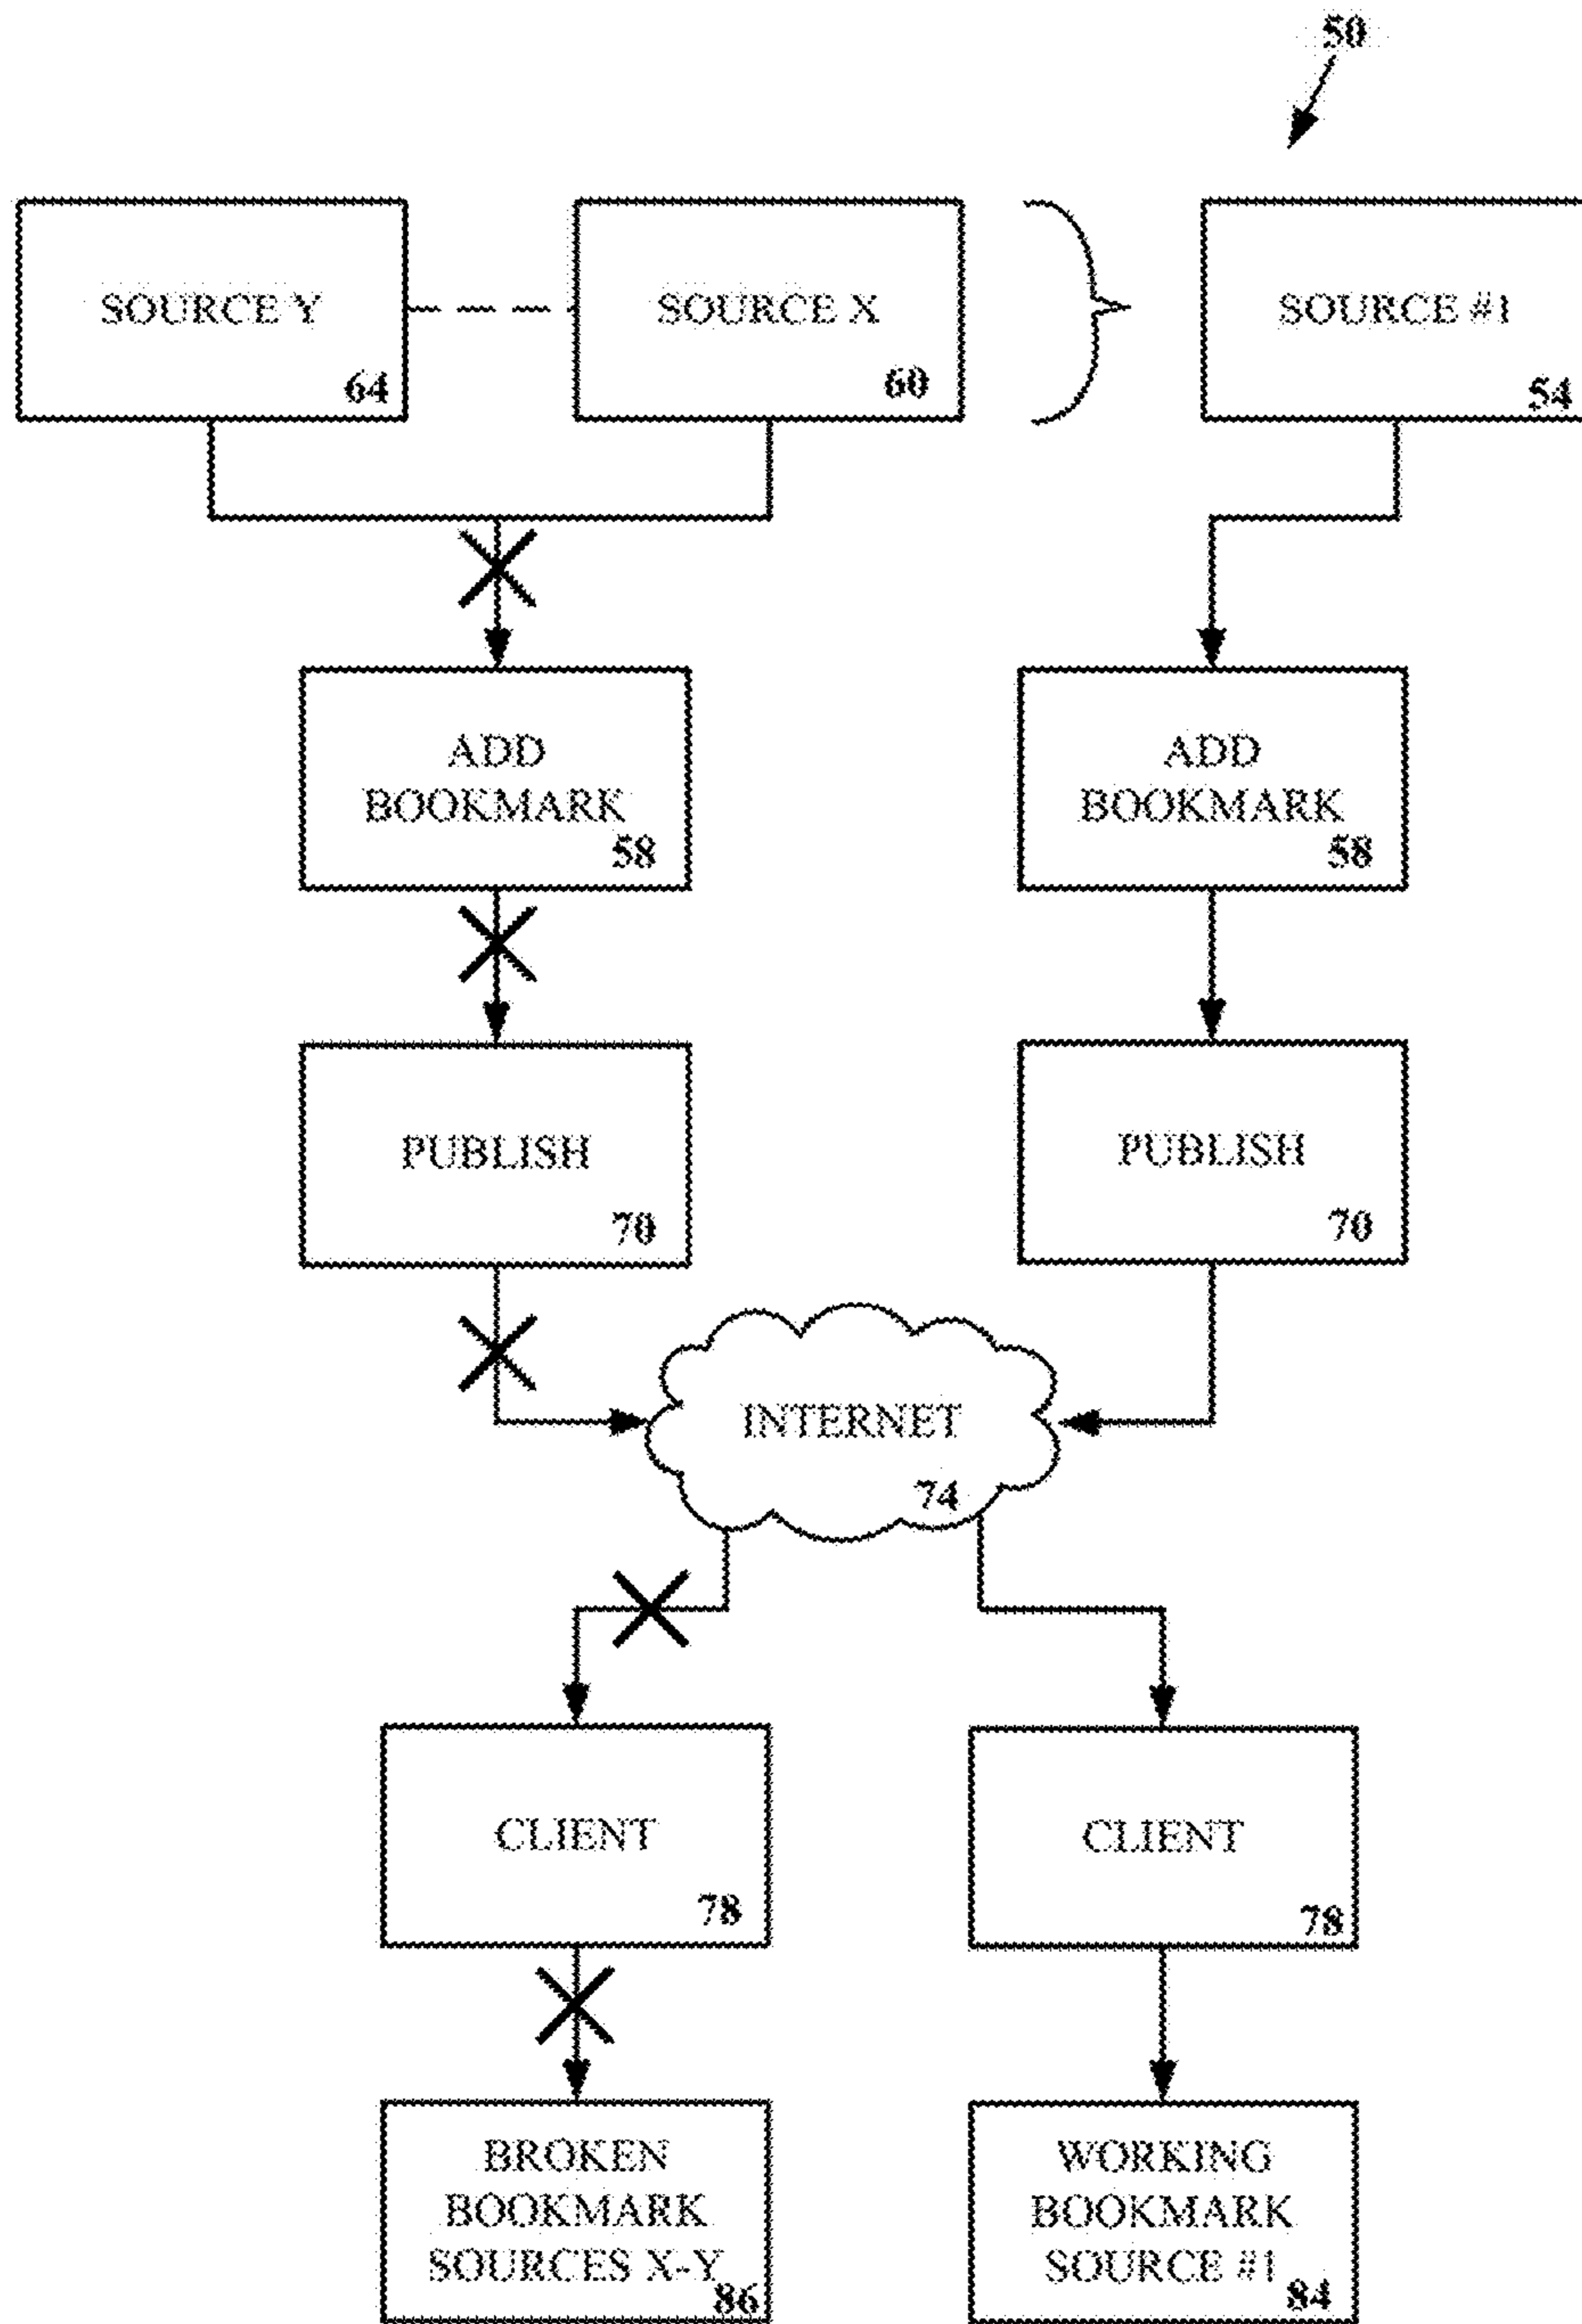 50
SOURCE Y
64
SOURCE X
60
SOURCE #1
54
ADD
BOOKMARK
58
ADD
BOOKMARK
58
PUBLISH
70
PUBLISH
70
INTERNET
74
CLIENT
78
CLIENT
78
BROKEN
BOOKMARK
SOURCES X-Y
86
WORKING
BOOKMARK
SOURCE #1
84